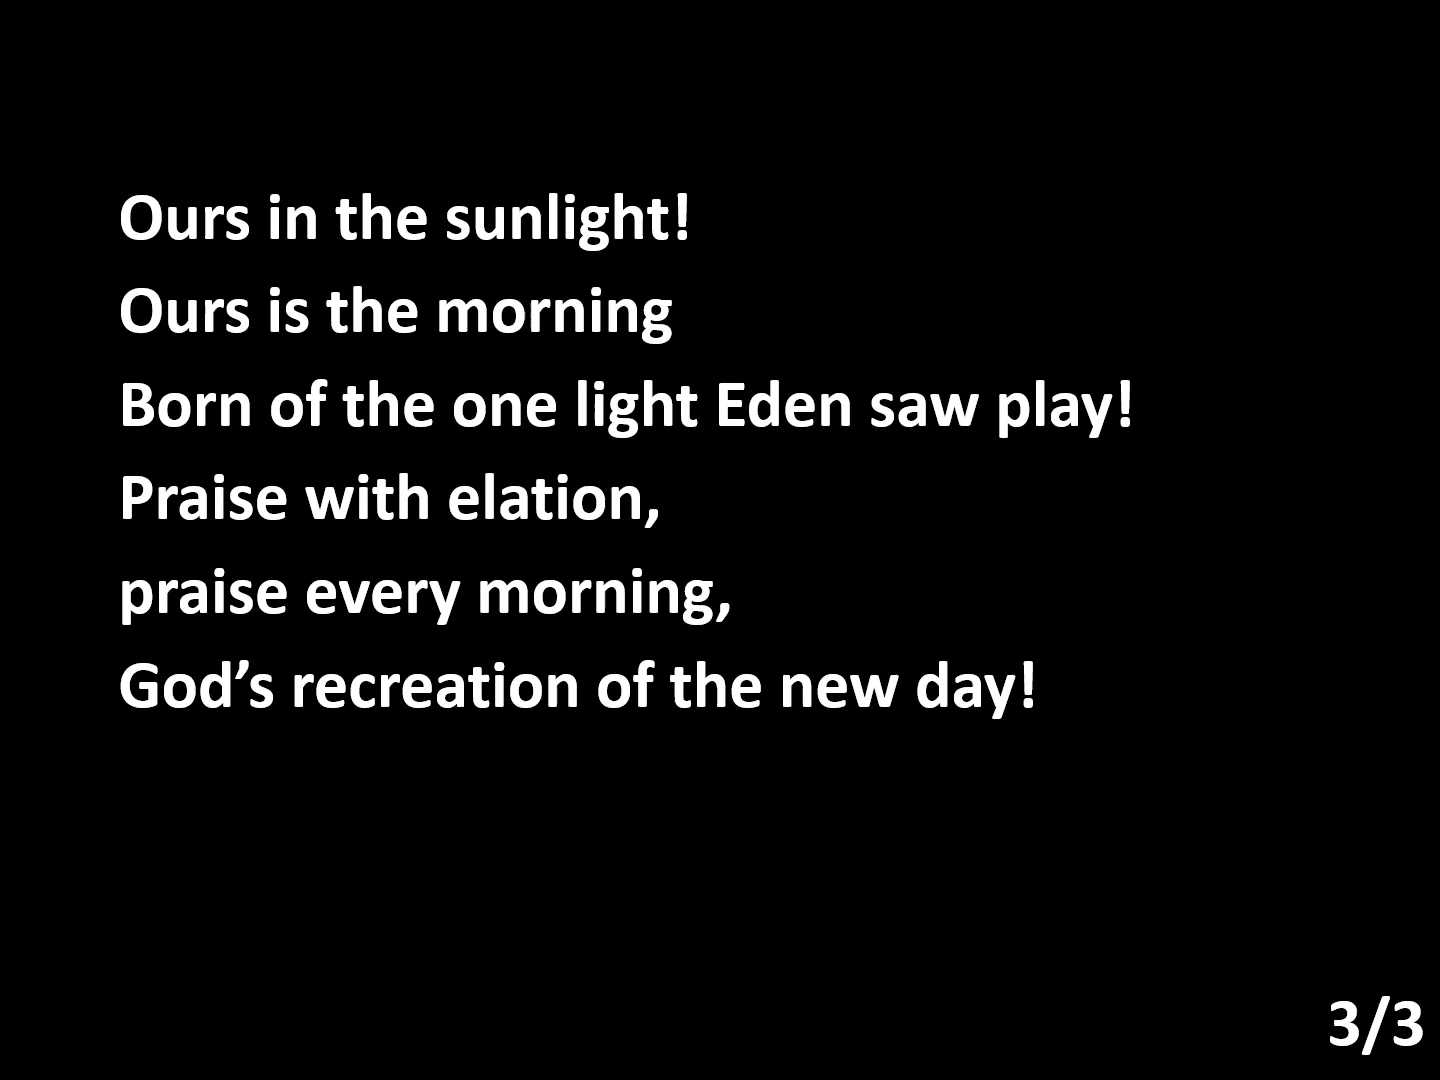 Ours in the sunlight!
Ours is the morning
Born of the one light Eden saw play!
Praise with elation,
praise every morning,
God’s recreation of the new day!
3/3